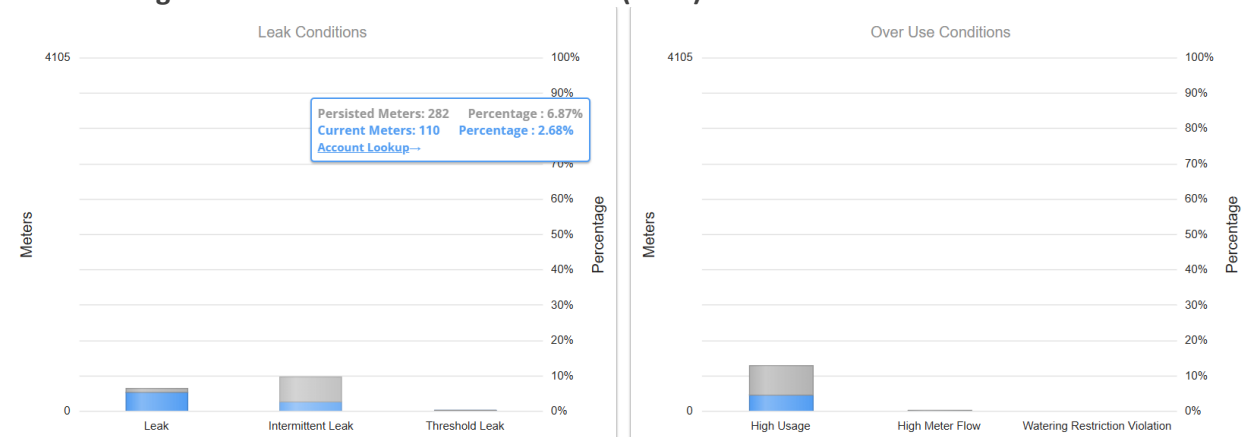 Leak Conditions
4105
100%
90%
Persisted Meters: 282 Percentage : 6.87%
Current Meters: 110 Percentage : 2.68%
Account Lookup→
70%
60%
50%
40%
30%
20%
10%
0%
0
Meters
Percentage
Leak
Intermittent Leak
Threshold Leak
Over Use Conditions
4105
100%
90%
80%
70%
60%
50%
40%
30%
20%
10%
0%
0
Meters
Percentage
High Usage
High Meter Flow
Watering Restriction Violation